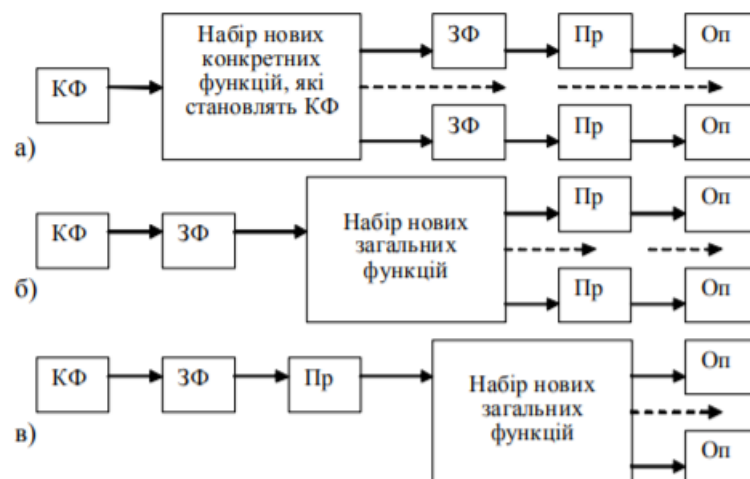 КФ
Набір нових
конкретних
функцій, які
становлять КФ
ЗФ
Пр
Оп
ЗФ
Пр
Оп
а)
КФ
ЗФ
Набір нових
загальних
функцій
Пр
Оп
Пр
Оп
б)
КФ
ЗФ
Пр
Набір нових
загальних
функцій
Оп
Оп
в)